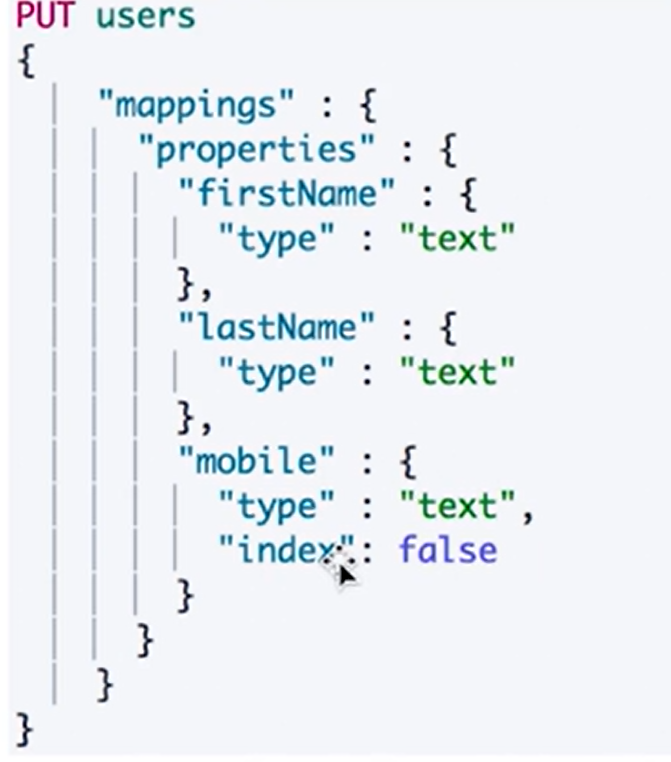 PUT users
{
"mappings" : {
"properties" : {
"firstName" : {
"type" : "text"
},
"lastName" : {
"type" : "text"
},
"mobile" : {
"type" : "text",
"index": false
}
}
}
}